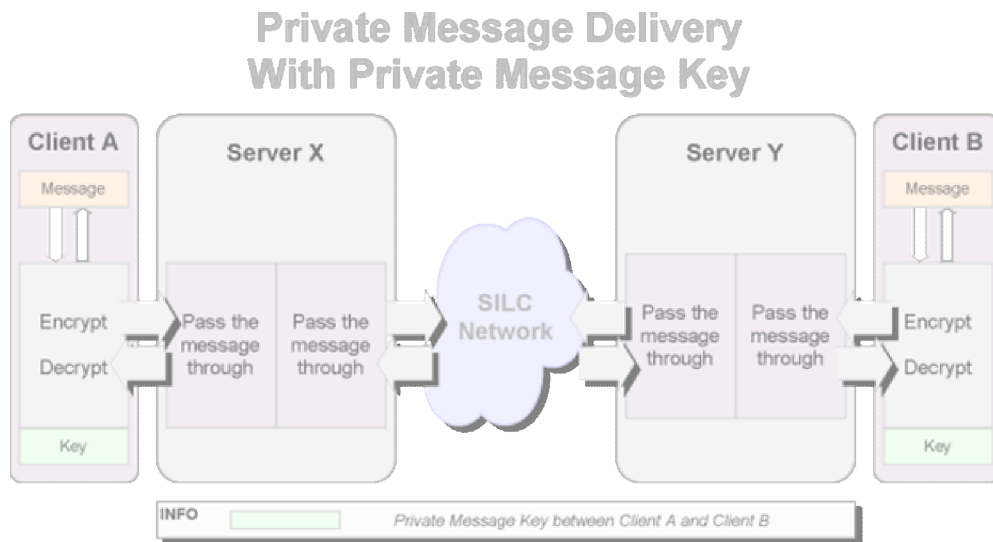 Private Message Delivery
With Private Message Key
Client A
Message
Encrypt
Decrypt
Key
Server X
Pass the
message
through
Pass the
message
through
SILC
Network
Server Y
Pass the
message
through
Pass the
message
through
Client B
Message
Encrypt
Decrypt
Key
INFO
Private Message Key between Client A and Client B